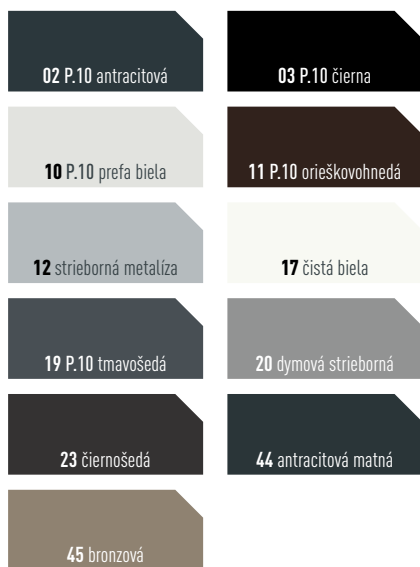 02 P.10 antracitová
03 P.10 čierna
10 P.10 prefa biela
11 P.10 orieškovohnedá
12 strieborná metalíza
17 čistá biela
19 P.10 tmavošedá
20 dymová strieborná
23 čiernošedá
44 antracitová matná
45 bronzová